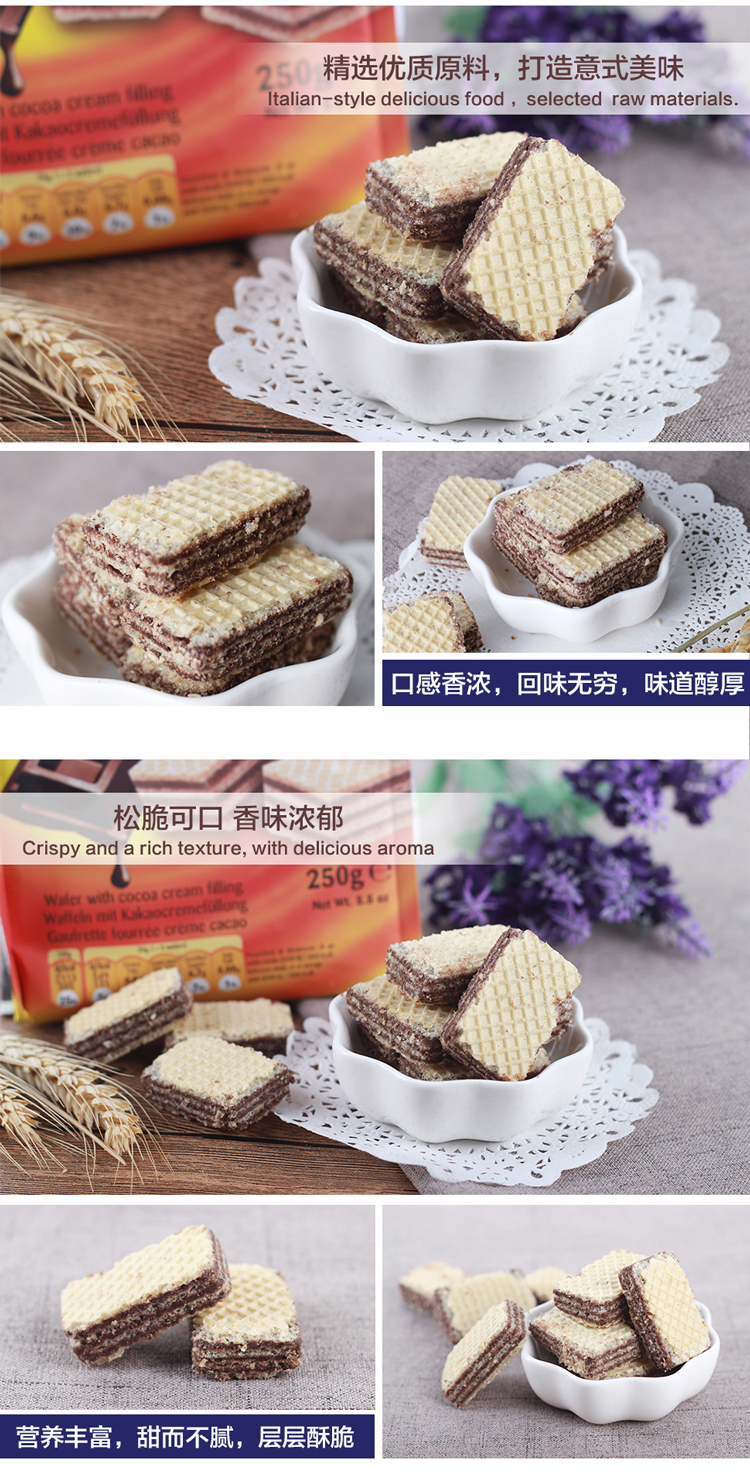 250g
cocoa cream filling
Kakaocremefüllung
fourrée crème cacao
精选优质原料，打造意式美味
Italian-style delicious food , selected raw materials.
口感香浓，回味无穷，味道醇厚
松脆可口 香味浓郁
Crispy and a rich texture, with delicious aroma
250g e
Net Wt. 8.8 oz
Wafer with cocoa cream filling
Waffeln mit Kakaocremefüllung
Gaufrette fourrée crème cacao
营养丰富，甜而不腻，层层酥脆